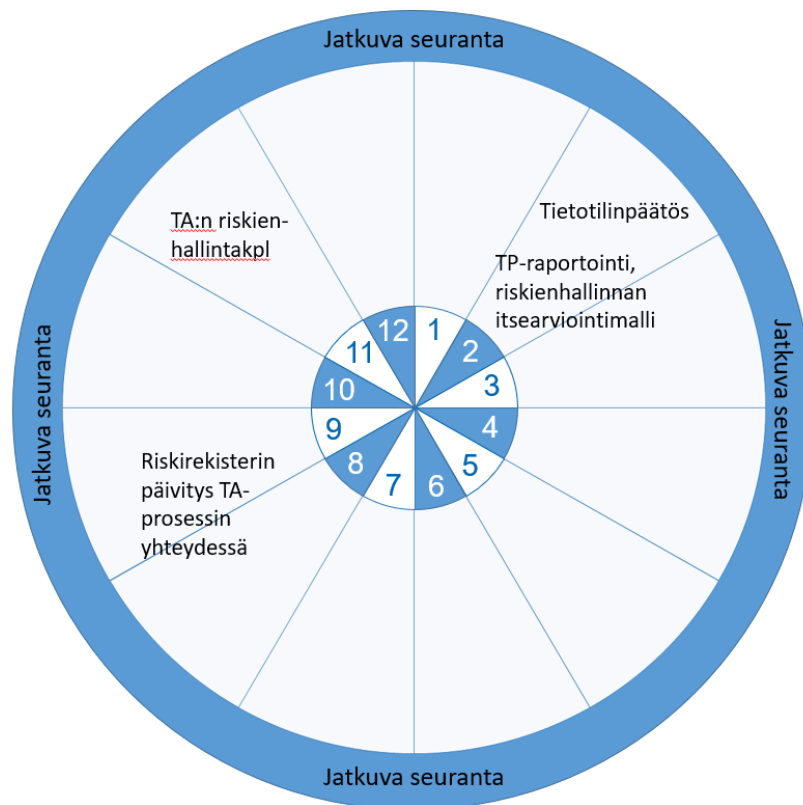 Jatkuva seuranta
TA:n riskien-
hallintakpl
Tietotilinpäätös
TP-raportointi,
riskienhallinnan
itsearviointimalli
Jatkuva seuranta
Jatkuva seuranta
12
1
11
2
10
3
9
4
8
5
7
6
Riskirekisterin
päivitys TA-
prosessin
yhteydessä
Jatkuva seuranta